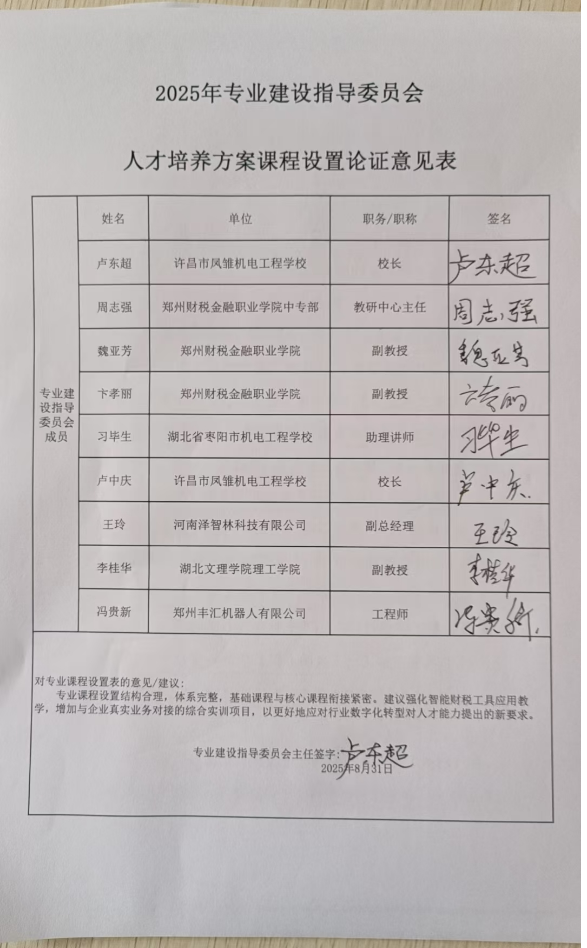 2025年专业建设指导委员会
人才培养方案课程设置论证意见表
姓名 单位 职务/职称 签名
卢东超 许昌市凤雏机电工程学校 校长 卢东超
周志强 郑州财税金融职业学院中专部 教研中心主任 周志强
魏亚芳 郑州财税金融职业学院 副教授 魏亚芳
卞孝丽 郑州财税金融职业学院 副教授
习毕生 湖北省枣阳市机电工程学校 助理讲师 习毕生
卢中庆 许昌市凤雏机电工程学校 校长 卢中庆
王玲 河南泽智林科技有限公司 副总经理 王玲
李桂华 湖北文理学院理工学院 副教授 李桂华
冯贵新 郑州丰汇机器人有限公司 工程师 冯贵新
专业建
设指导
委员会
成员
对专业课程设置表的意见/建议:
专业课程设置结构合理，体系完整，基础课程与核心课程衔接紧密。建议强化智能财税工具应用教
学，增加与企业真实业务对接的综合实训项目，以更好地应对行业数字化转型对人才能力提出的新要求。
专业建设指导委员会主任签字: 卢东超
2025年8月31日